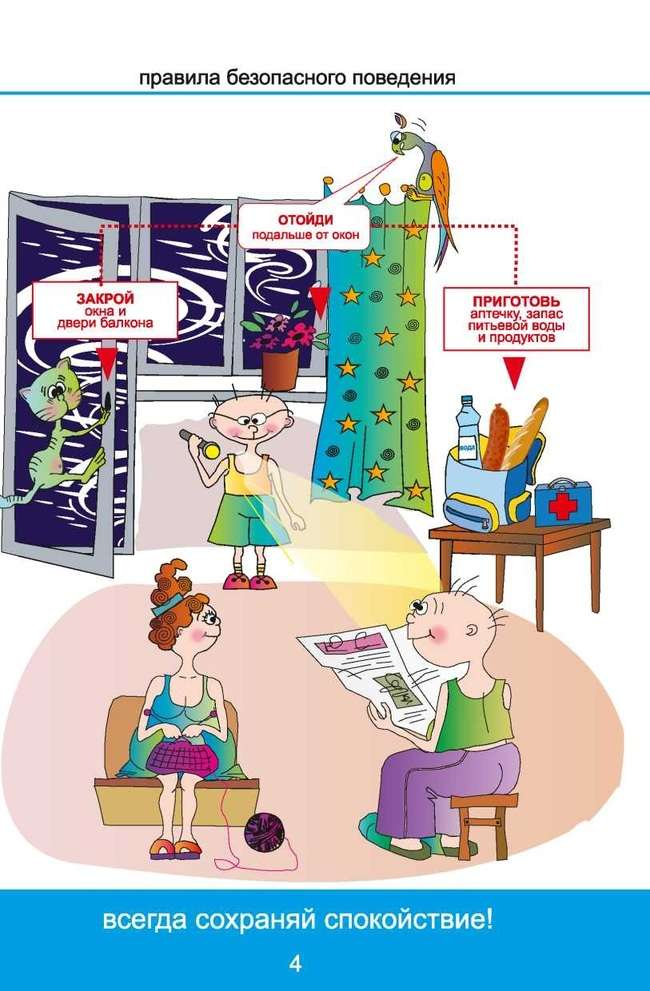 правила безопасного поведения
ОТОЙДИ
подальше от окон
ЗАКРОЙ
окна и
двери балкона
ПРИГОТОВЬ
аптечку, запас
питьевой воды
и продуктов
ВОДА
всегда сохраняй спокойствие!
4